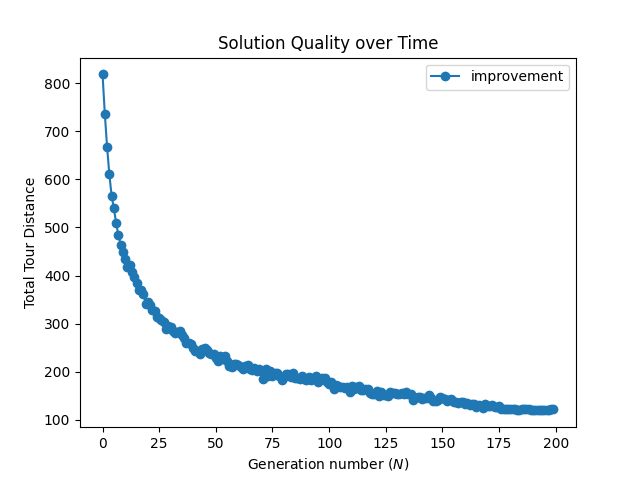 Solution Quality over Time
improvement
Total Tour Distance
800
700
600
500
400
300
200
100
0 25 50 75 100 125 150 175 200
Generation number (N)